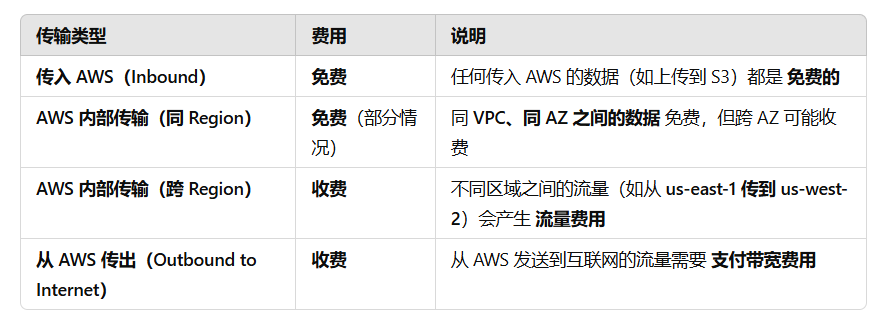 传输类型 费用 说明
传入 AWS（Inbound） 免费 任何传入 AWS 的数据（如上传到 S3）都是 免费的
AWS 内部传输（同 Region） 免费（部分情 同 VPC、同 AZ 之间的数据 免费，但跨 AZ 可能收
况） 费
AWS 内部传输（跨 Region） 收费 不同区域之间的流量（如从 us-east-1 传到 us-west-
2）会产生 流量费用
从 AWS 传出（Outbound to 收费 从 AWS 发送到互联网的流量需要 支付带宽费用
Internet）